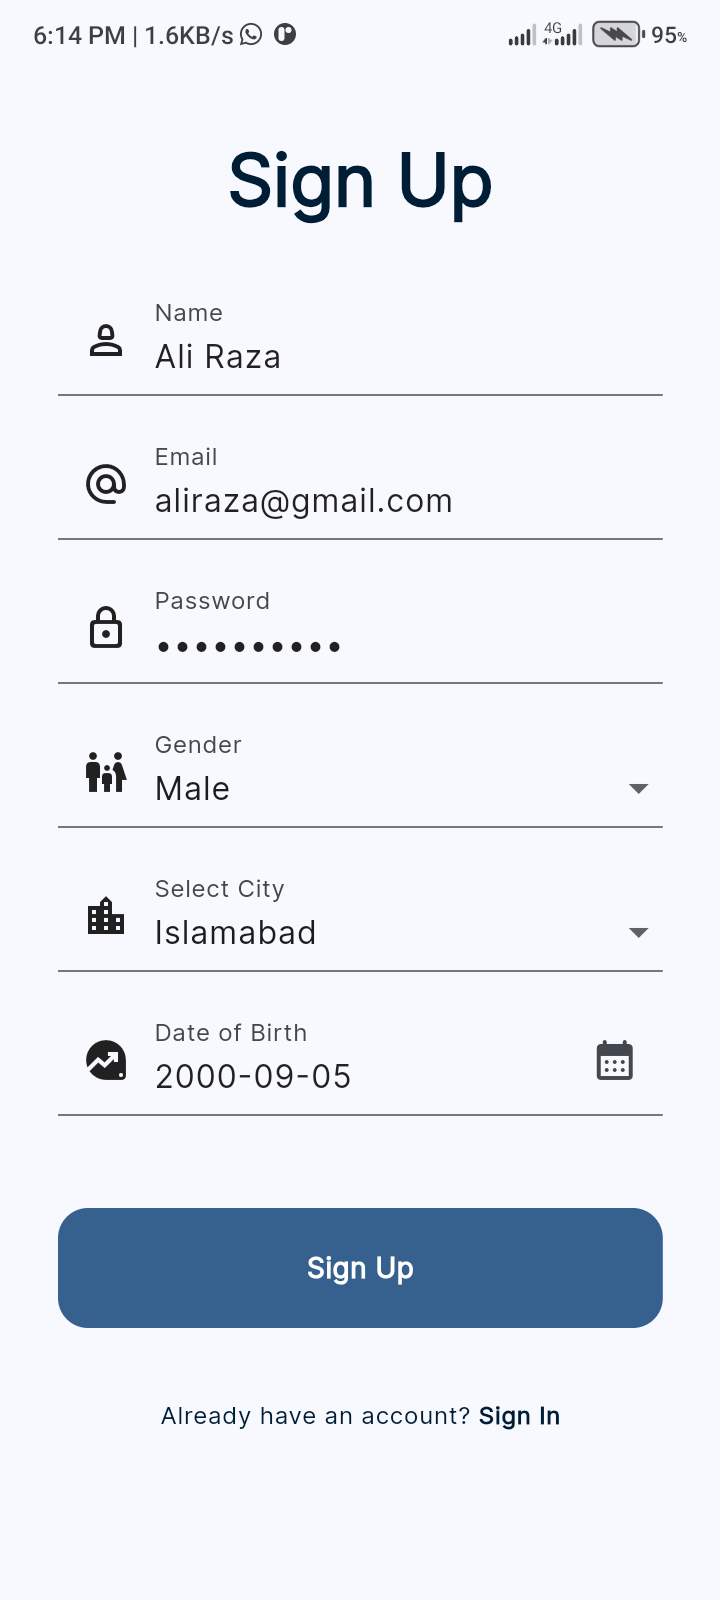 6:14 PM | 1.6KB/s 4G 95%
Sign Up
Name
Ali Raza
Email
aliraza@gmail.com
Password
••••••••••
Gender
Male
Select City
Islamabad
Date of Birth
2000-09-05
Sign Up
Already have an account? Sign In